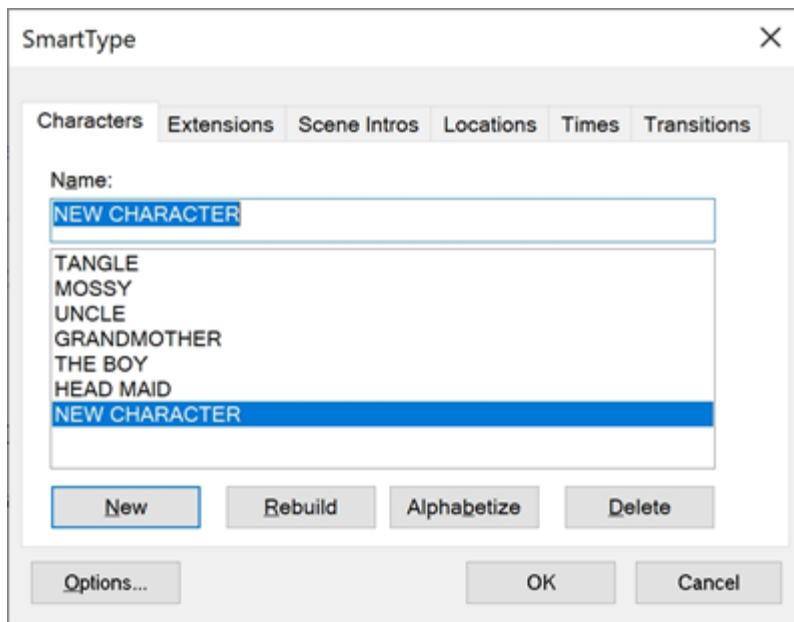 SmartType
Characters Extensions Scene Intros Locations Times Transitions
Name:
NEW CHARACTER
TANGLE
MOSSY
UNCLE
GRANDMOTHER
THE BOY
HEAD MAID
NEW CHARACTER
New Rebuild Alphabetize Delete
Options... OK Cancel